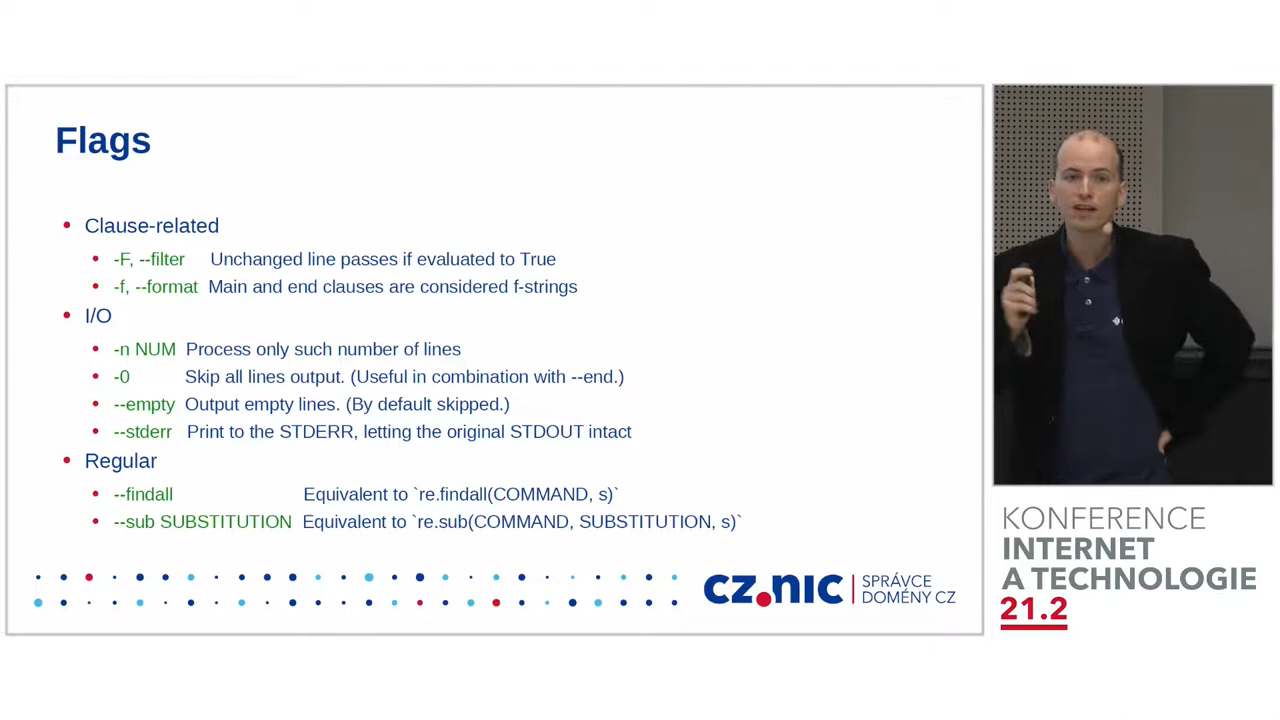 Flags
• Clause-related
• -F, --filter Unchanged line passes if evaluated to True
• -f, --format Main and end clauses are considered f-strings
• I/O
• -n NUM Process only such number of lines
• -0 Skip all lines output. (Useful in combination with --end.)
• --empty Output empty lines. (By default skipped.)
• --stderr Print to the STDERR, letting the original STDOUT intact
• Regular
• --findall Equivalent to `re.findall(COMMAND, s)`
• --sub SUBSTITUTION Equivalent to `re.sub(COMMAND, SUBSTITUTION, s)`
CZ.NIC
SPRÁVCE
DOMÉNY CZ
KONFERENCE
INTERNET
A TECHNOLOGIE
21.2